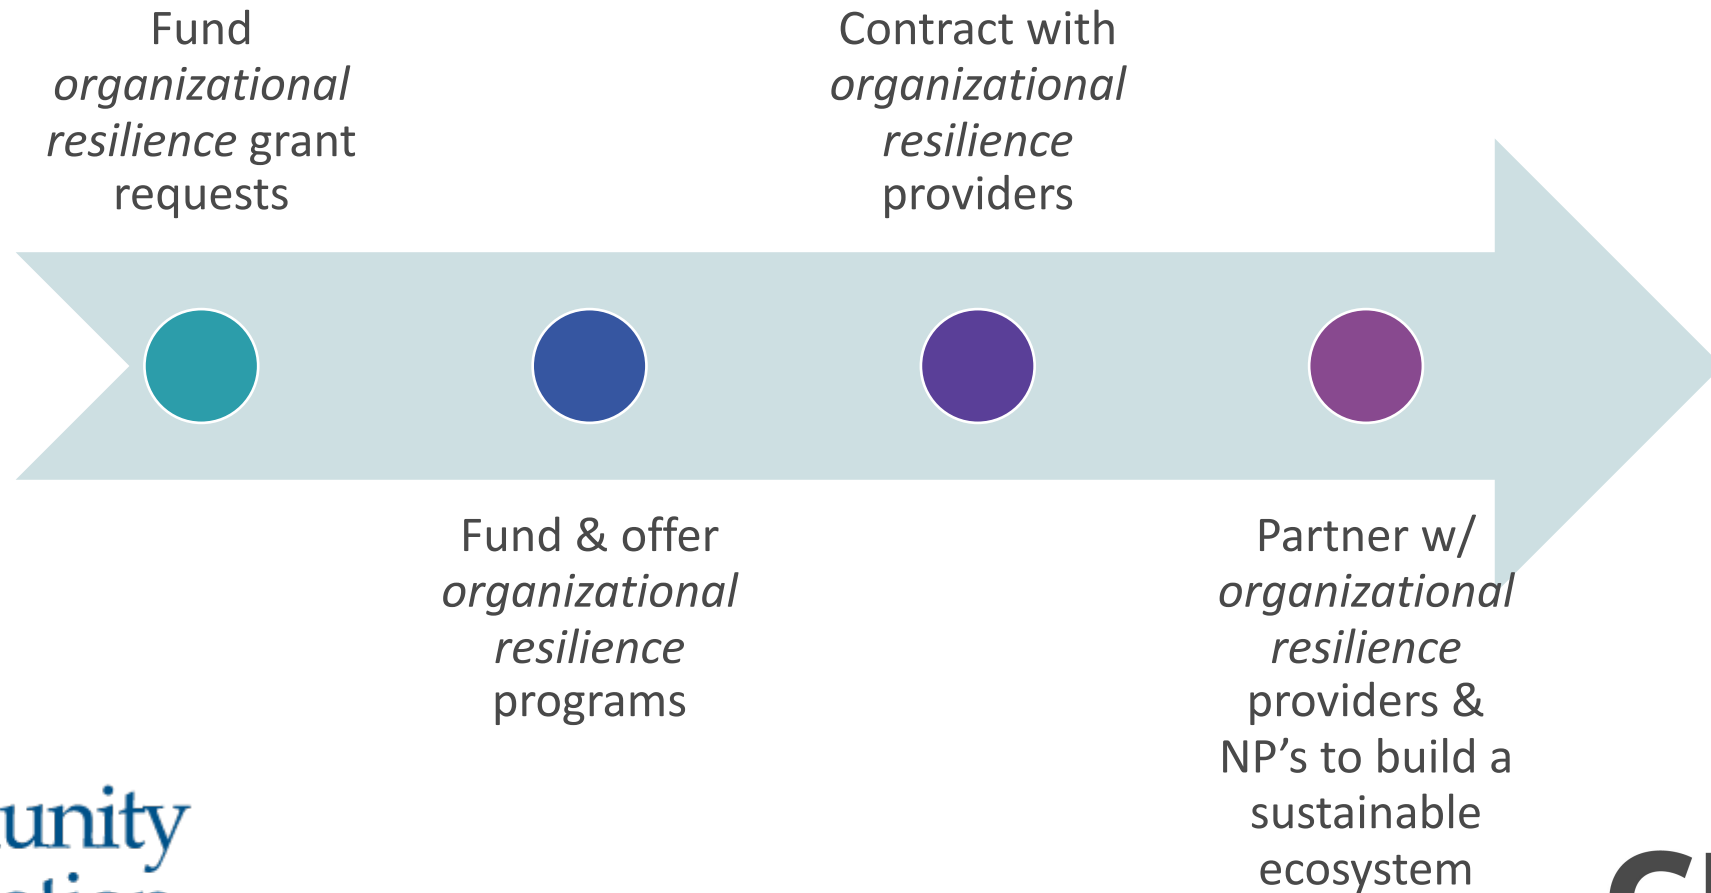 Fund
organizational
resilience grant
requests
Contract with
organizational
resilience
providers
Fund & offer
organizational
resilience
programs
Partner w/
organizational
resilience
providers &
NP’s to build a
sustainable
ecosystem